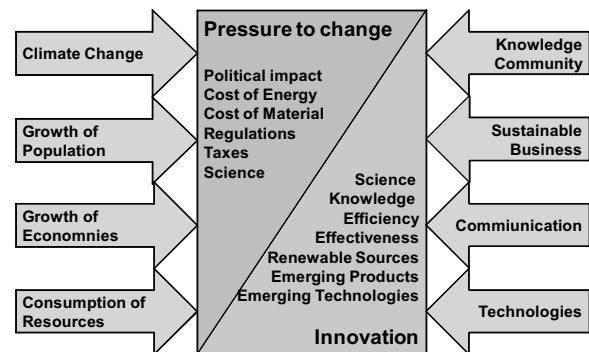 Climate Change
Growth of
Population
Growth of
Economnies
Consumption of
Resources
Pressure to change
Political impact
Cost of Energy
Cost of Material
Regulations
Taxes
Science
Science
Knowledge
Efficiency
Effectiveness
Renewable Sources
Emerging Products
Emerging Technologies
Innovation
Knowledge
Community
Sustainable
Business
Commiunication
Technologies